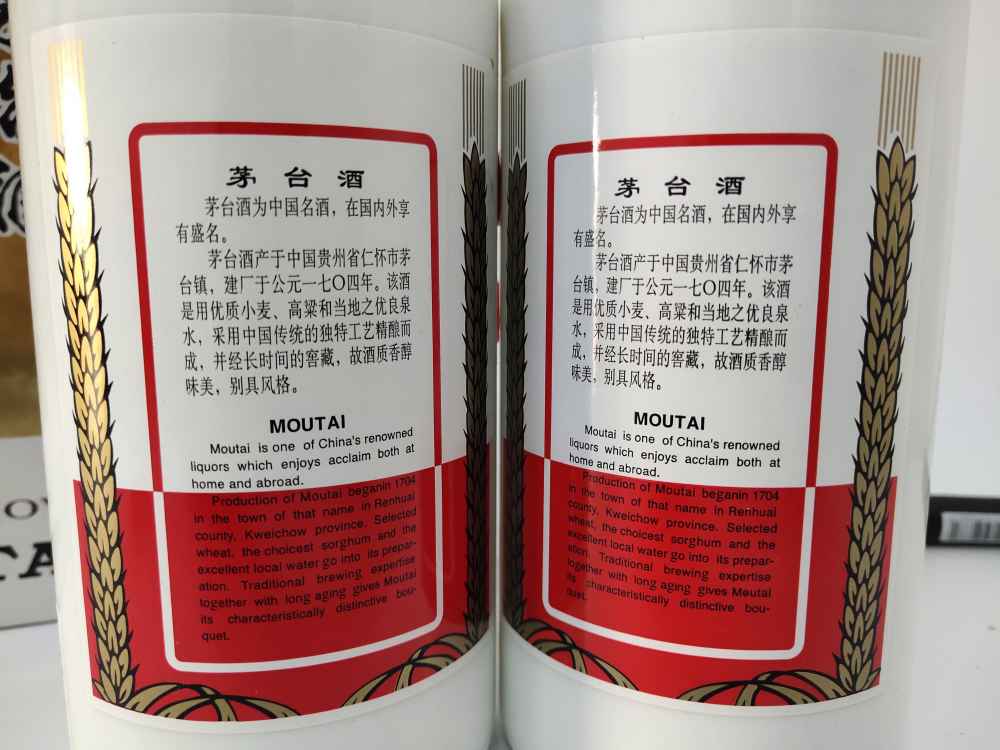 茅台酒
茅台酒为中国名酒，在国内外享
有盛名。
茅台酒产于中国贵州省仁怀市茅
台镇，建厂于公元一七〇四年。该酒
是用优质小麦、高粱和当地之优良泉
水，采用中国传统的独特工艺精酿而
成，并经长时间的窖藏，故酒质香醇
味美，别具风格。
MOUTAI
Moutai is one of China's renowned
liquors which enjoys acclaim both at
home and abroad.
Production of Moutai beganin 1704
in the town of that name in Renhuai
county, Kweichow province. Selected
wheat, the choicest sorghum and the
excellent local water go into its prepar-
ation. Traditional brewing expertise
together with long aging gives Moutai
its characteristically distinctive bou-
quet.
茅台酒
茅台酒为中国名酒，在国内外享
有盛名。
茅台酒产于中国贵州省仁怀市茅
台镇，建厂于公元一七〇四年。该酒
是用优质小麦、高粱和当地之优良泉
水，采用中国传统的独特工艺精酿而
成，并经长时间的窖藏，故酒质香醇
味美，别具风格。
MOUTAI
Moutai is one of China's renowned
liquors which enjoys acclaim both at
home and abroad.
Production of Moutai beganin 1704
in the town of that name in Renhuai
county, Kweichow province. Selected
wheat, the choicest sorghum and the
excellent local water go into its prepar-
ation. Traditional brewing expertise
together with long aging gives Moutai
its characteristically distinctive bou-
quet.